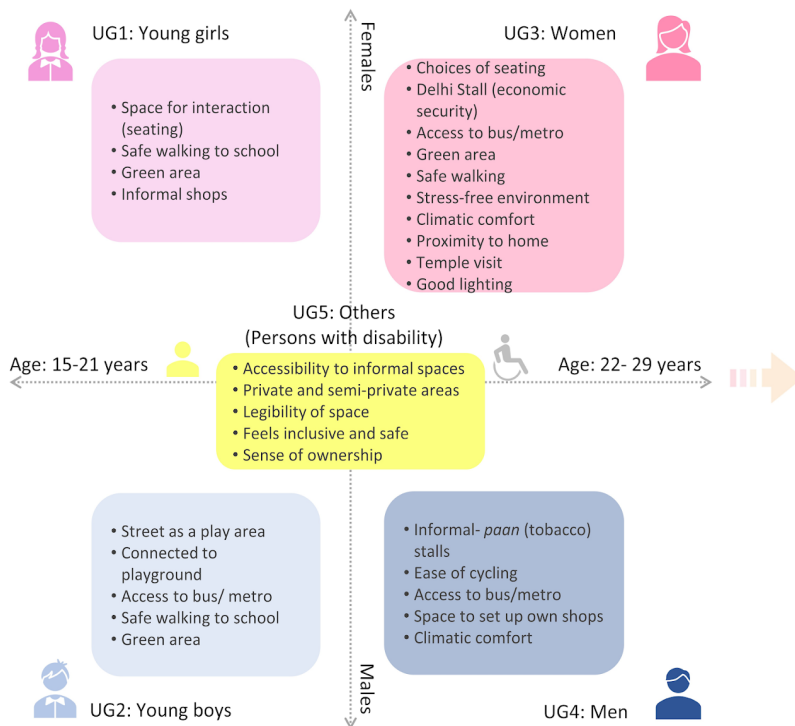 UG1: Young girls
• Space for interaction
(seating)
• Safe walking to school
• Green area
• Informal shops
Females
UG3: Women
• Choices of seating
• Delhi Stall (economic
security)
• Access to bus/metro
• Green area
• Safe walking
• Stress-free environment
• Climatic comfort
• Proximity to home
• Temple visit
• Good lighting
UG5: Others
(Persons with disability)
Age: 15-21 years
Age: 22- 29 years
• Accessibility to informal spaces
• Private and semi-private areas
• Legibility of space
• Feels inclusive and safe
• Sense of ownership
• Street as a play area
• Connected to
playground
• Access to bus/ metro
• Safe walking to school
• Green area
UG2: Young boys
Males
• Informal- paan (tobacco)
stalls
• Ease of cycling
• Access to bus/metro
• Space to set up own shops
• Climatic comfort
UG4: Men